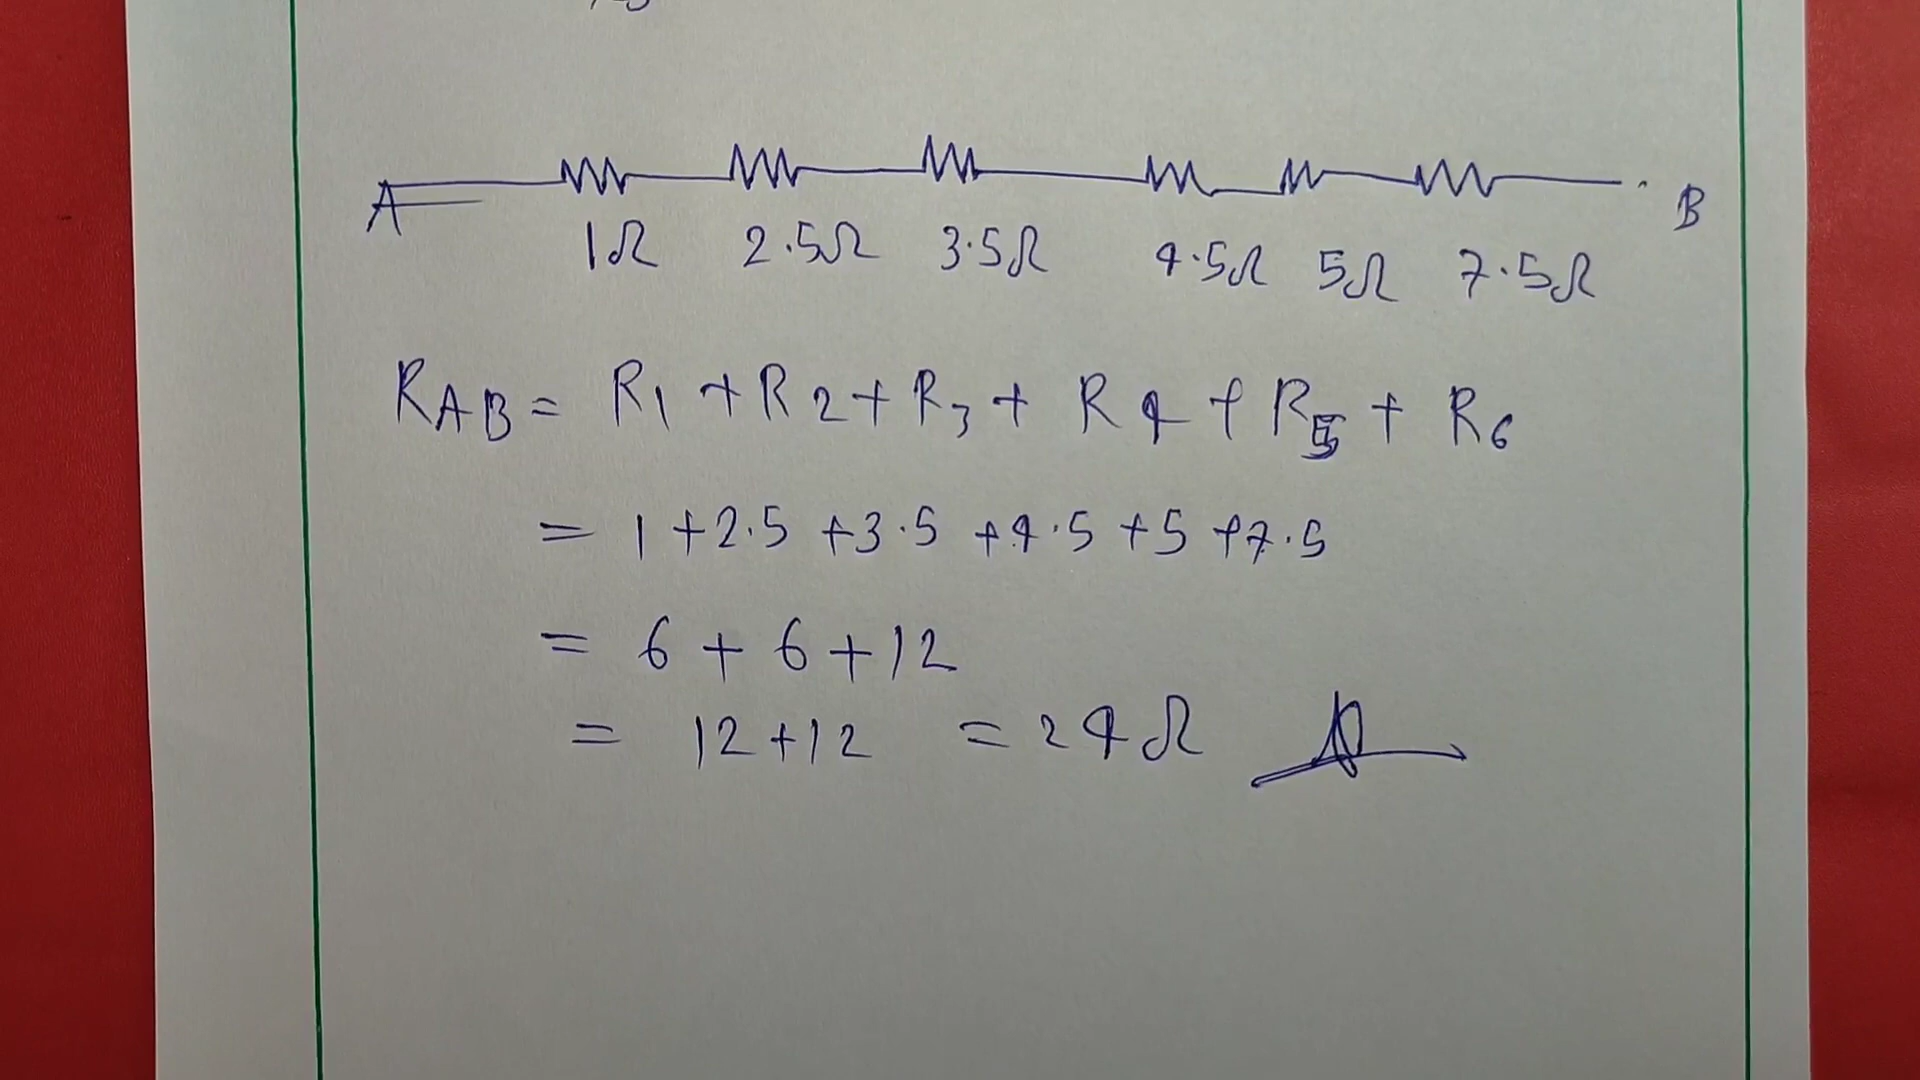 A B
1Ω 2.5Ω 3.5Ω 4.5Ω 5Ω 7.5Ω
RAB = R1 + R2 + R3 + R4 + R5 + R6
= 1 + 2.5 + 3.5 + 4.5 + 5 + 7.5
= 6 + 6 + 12
= 12 + 12 = 24Ω